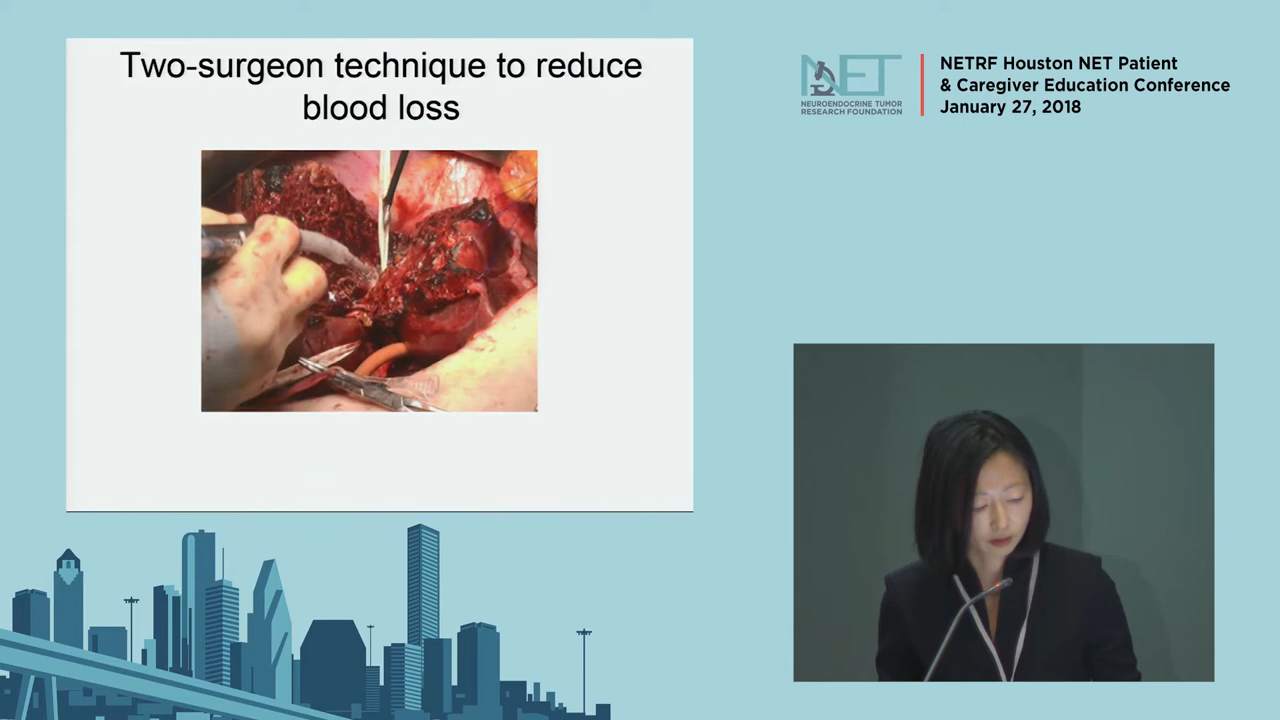 Two-surgeon technique to reduce
blood loss
NET
NEUROENDOCRINE TUMOR
RESEARCH FOUNDATION
NETRF Houston NET Patient
& Caregiver Education Conference
January 27, 2018